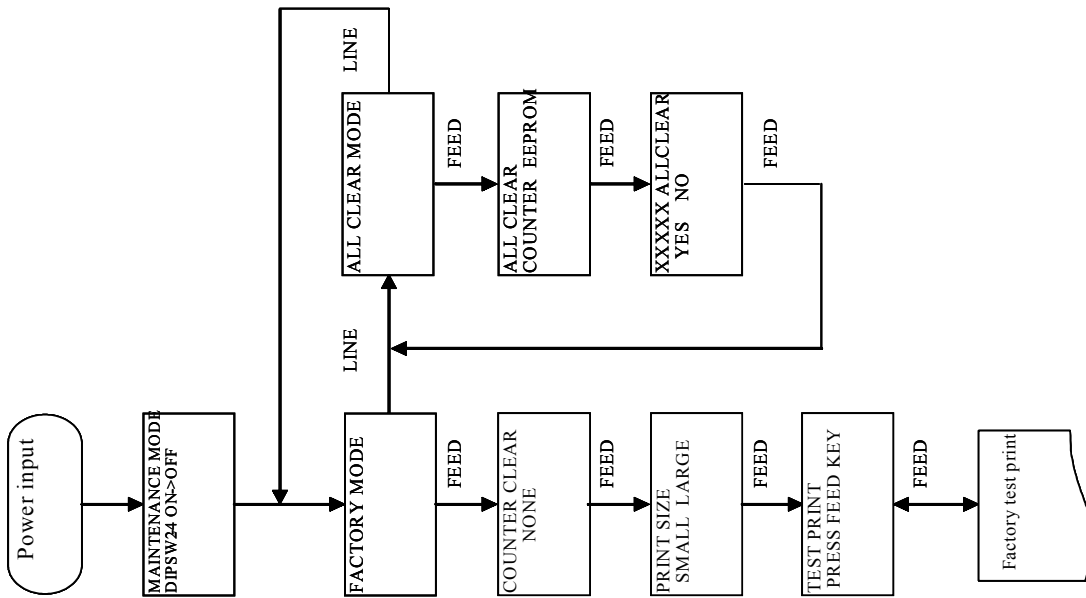 Power input
MAINTENANCE MODE
DIPSW24 ON->OFF
FACTORY MODE
FEED
COUNTER CLEAR
NONE
FEED
PRINT SIZE
SMALL LARGE
FEED
TEST PRINT
PRESS FEED KEY
FEED
Factory test print
LINE
ALL CLEAR MODE
LINE
FEED
ALL CLEAR
COUNTER EEPROM
FEED
XXXXX ALLCLEAR
YES NO
FEED